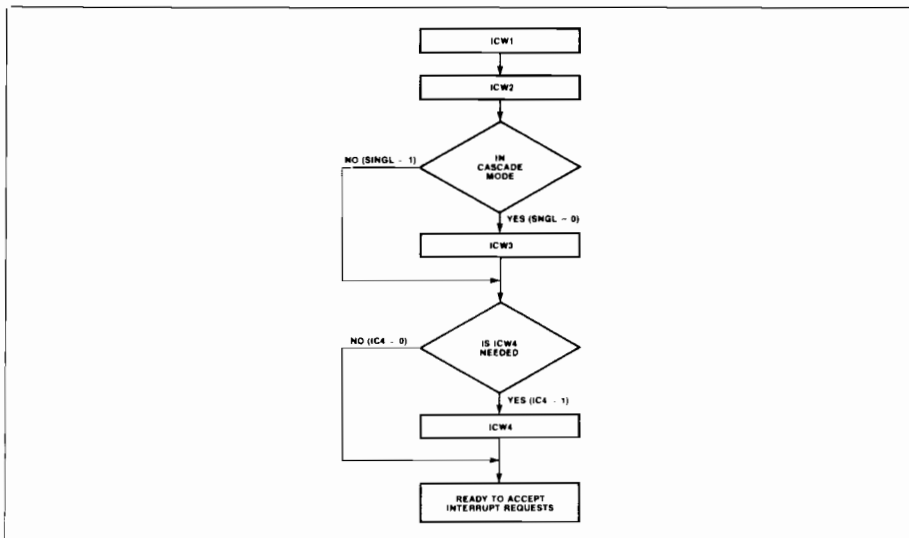 ICW1
ICW2
IN
CASCADE
MODE
NO (SINGL - 1)
YES (SNGL - 0)
ICW3
IS ICW4
NEEDED
NO (IC4 - 0)
YES (IC4 - 1)
ICW4
READY TO ACCEPT
INTERRUPT REQUESTS